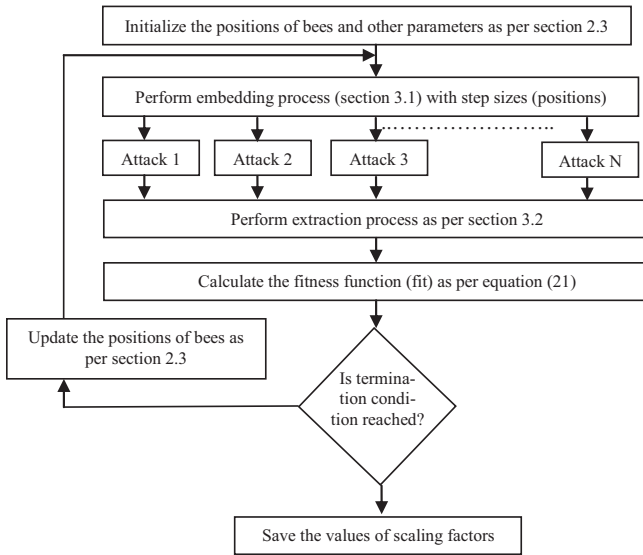 Initialize the positions of bees and other parameters as per section 2.3
Perform embedding process (section 3.1) with step sizes (positions)
Attack 1
Attack 2
Attack 3
Attack N
Perform extraction process as per section 3.2
Calculate the fitness function (fit) as per equation (21)
Update the positions of bees as
per section 2.3
Is
termina-
tion condi-
tion
reached?
Save the values of scaling factors